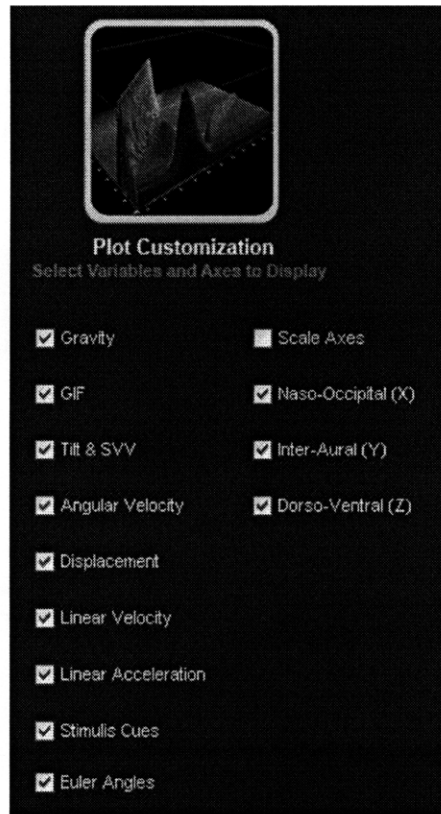 Plot Customization
Select Variables and Axes to Display
Gravity
Scale Axes
GIF
Naso-Occipital (X)
Tilt & SVV
Inter-Aural (Y)
Angular Velocity
Dorso-Ventral (Z)
Displacement
Linear Velocity
Linear Acceleration
Stimulis Cues
Euler Angles